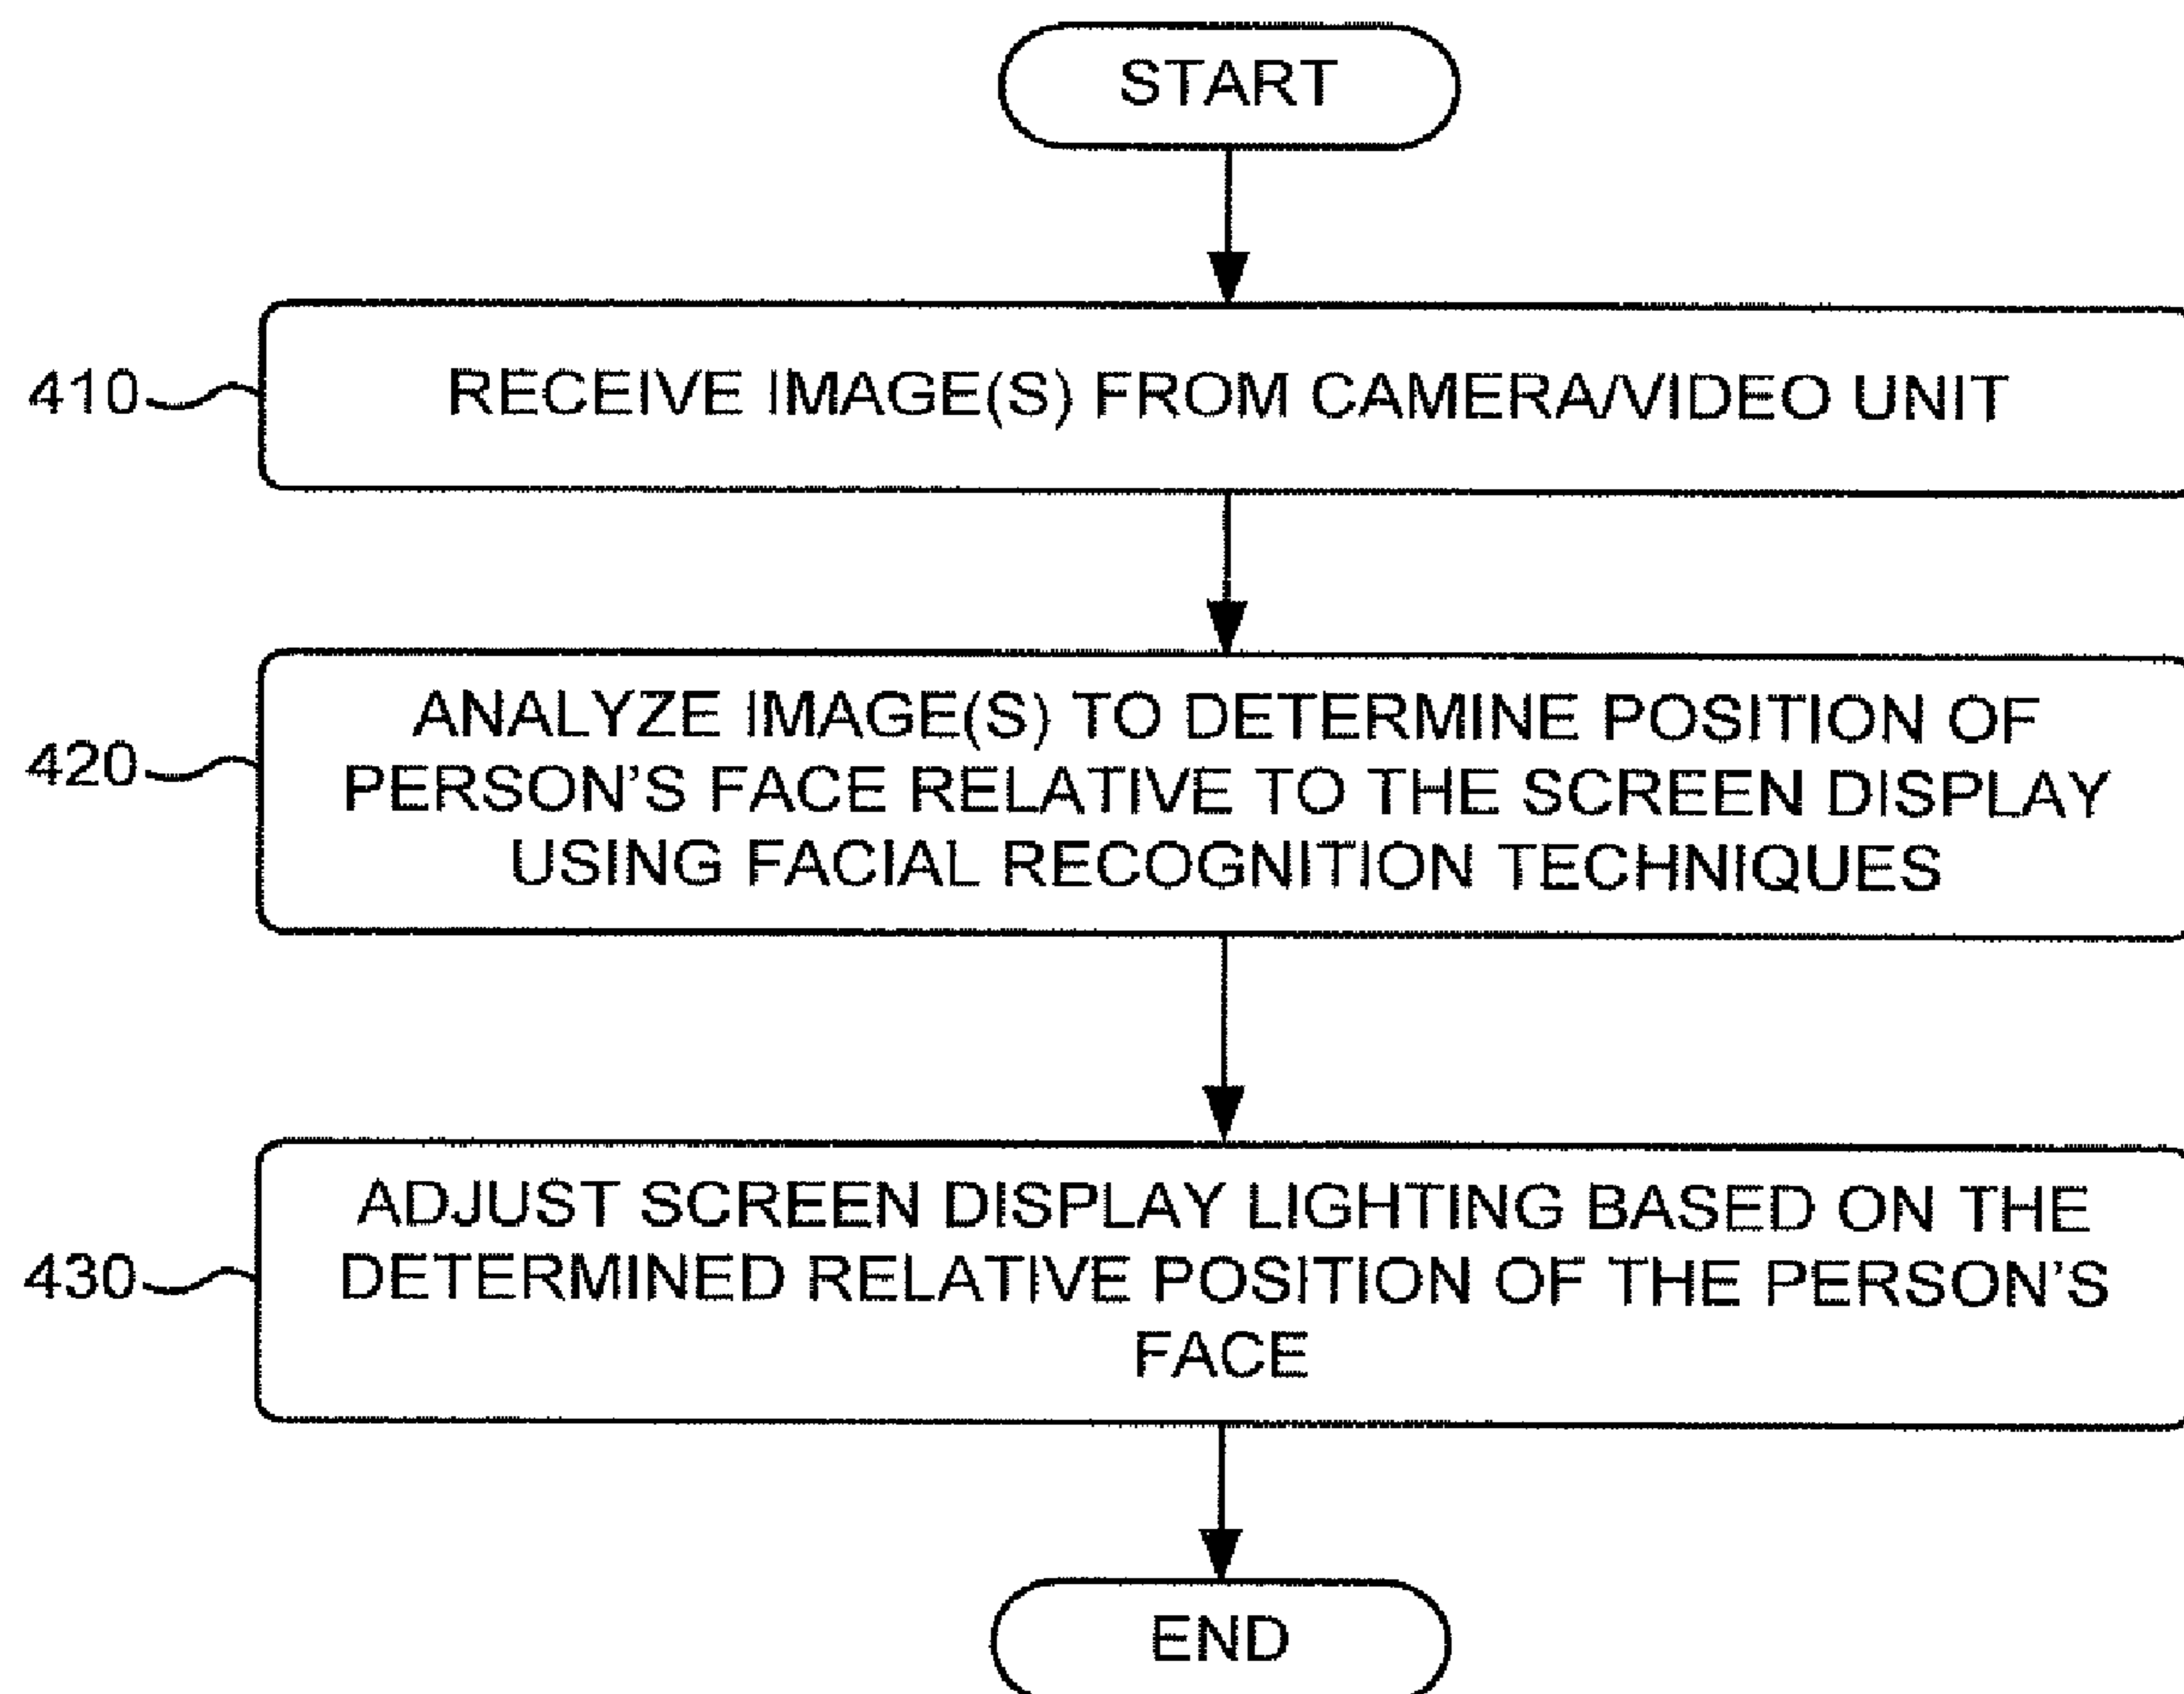 START
410
RECEIVE IMAGE(S) FROM CAMERA/VIDEO UNIT
420
ANALYZE IMAGE(S) TO DETERMINE POSITION OF
PERSON'S FACE RELATIVE TO THE SCREEN DISPLAY
USING FACIAL RECOGNITION TECHNIQUES
430
ADJUST SCREEN DISPLAY LIGHTING BASED ON THE
DETERMINED RELATIVE POSITION OF THE PERSON'S
FACE
END